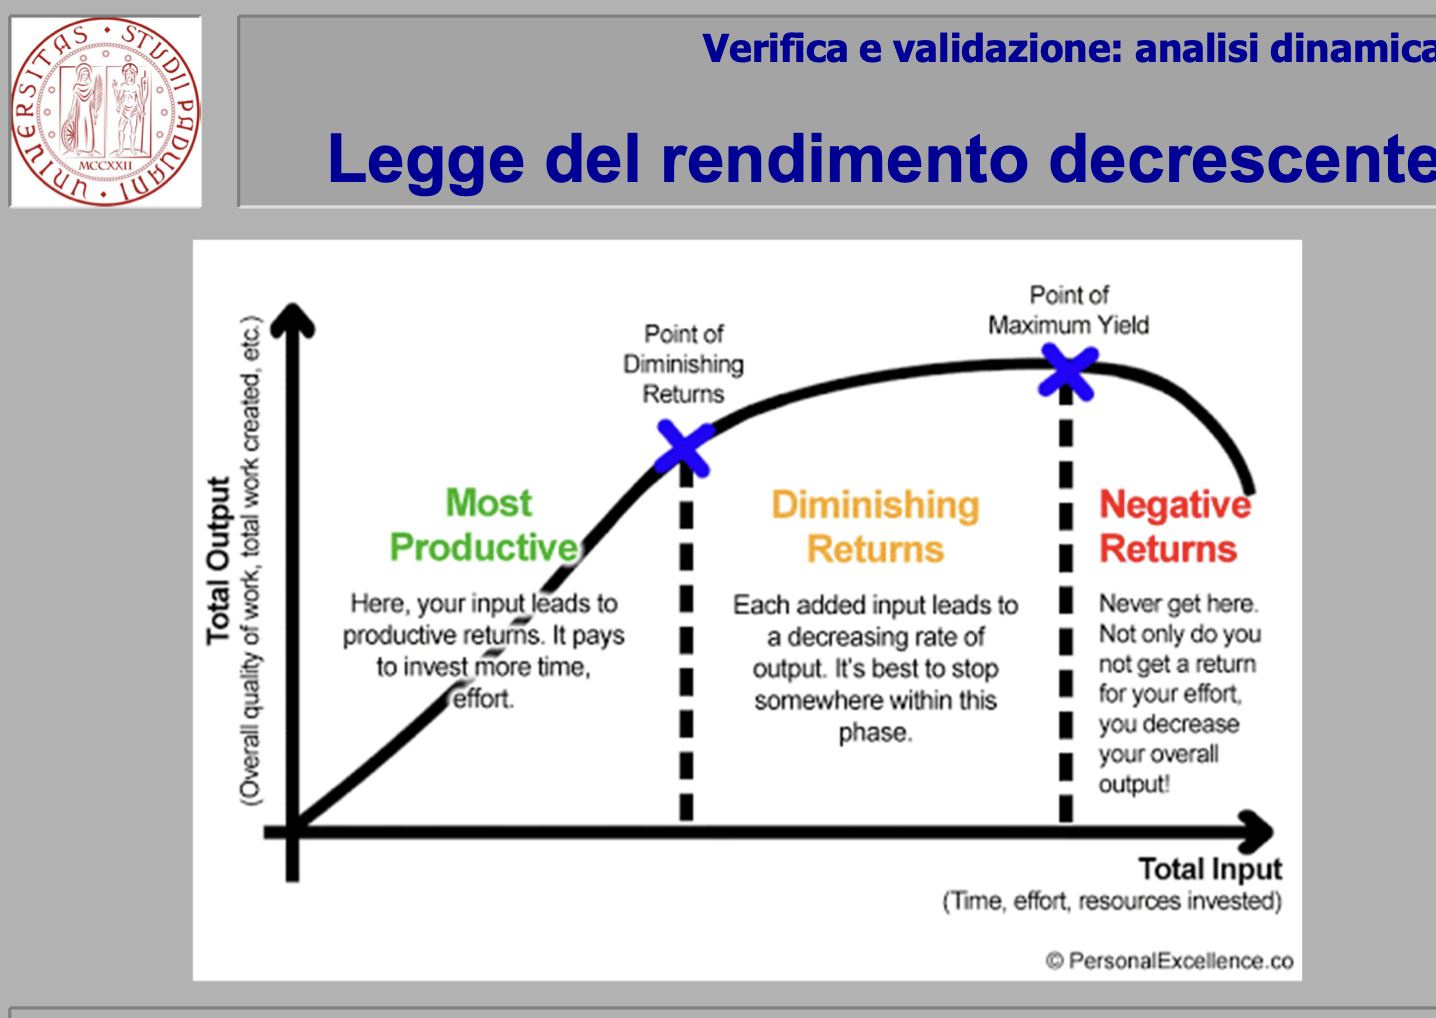 UNIVERSITAS STUDII PADUANI
MCCXXII
Verifica e validazione: analisi dinamica
Legge del rendimento decrescente
Point of
Maximum Yield
Point of
Diminishing
Returns
Total Output
(Overall quality of work, total work created, etc.)
Most
Productive
Here, your input leads to
productive returns. It pays
to invest more time,
effort.
Diminishing
Returns
Each added input leads to
a decreasing rate of
output. It's best to stop
somewhere within this
phase.
Negative
Returns
Never get here.
Not only do you
not get a return
for your effort,
you decrease
your overall
output!
Total Input
(Time, effort, resources invested)
© PersonalExcellence.co